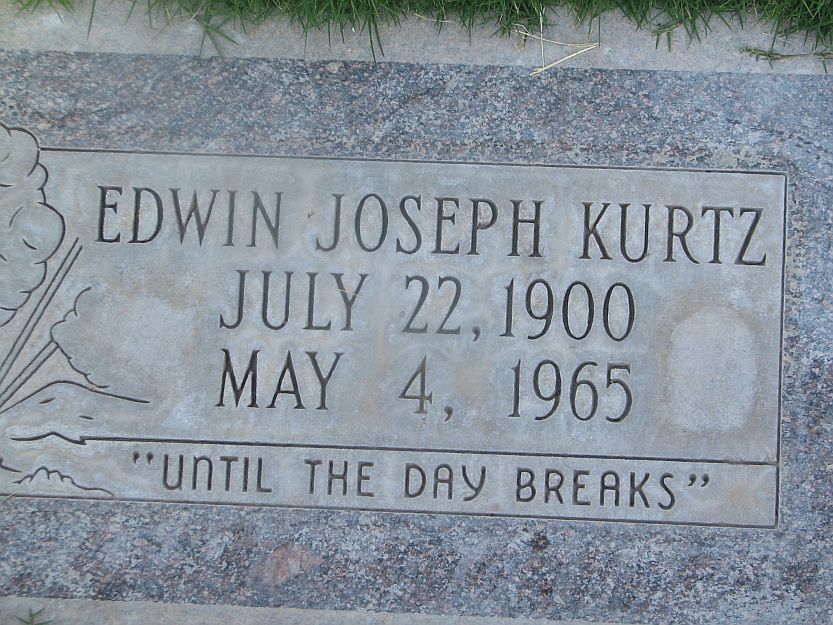 EDWIN JOSEPH KURTZ
JULY 22, 1900
MAY 4, 1965
"UNTIL THE DAY BREAKS"